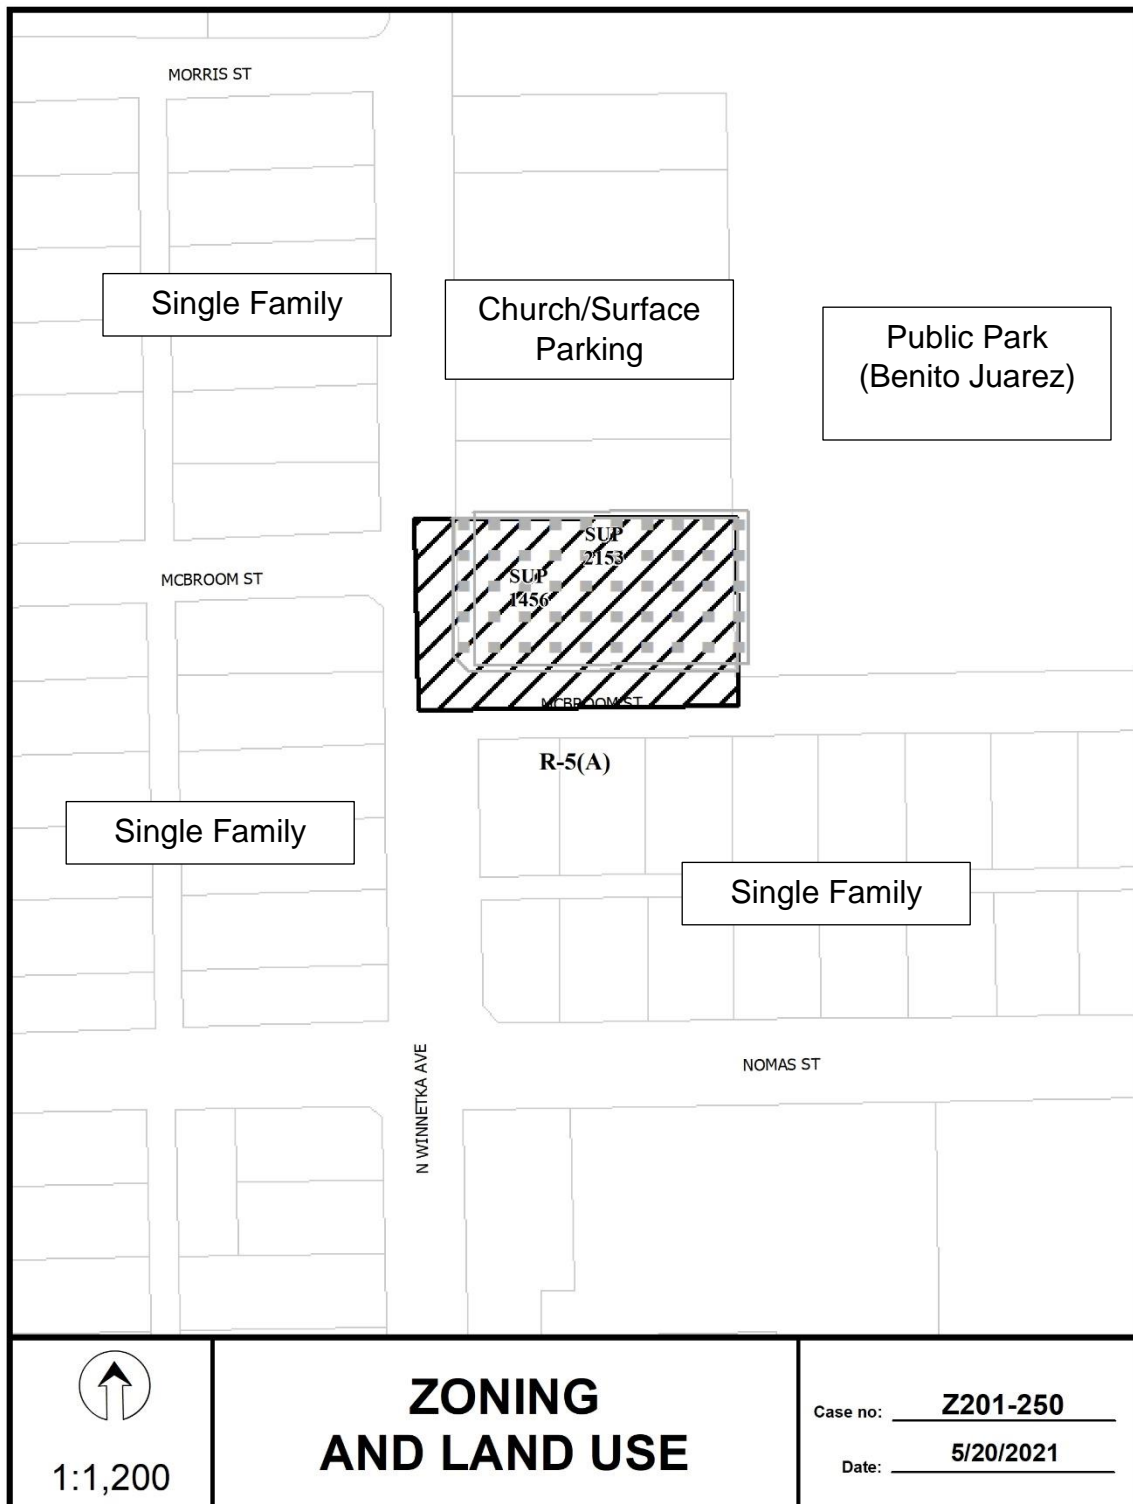 MORRIS ST
Single Family
Church/Surface
Parking
Public Park
(Benito Juarez)
SUP
2153
SUP
1456
MCBROOM ST
MCBROOM ST
R-5(A)
Single Family
Single Family
N WINNETKA AVE
NOMAS ST
1:1,200
ZONING
AND LAND USE
Case no: Z201-250
Date: 5/20/2021